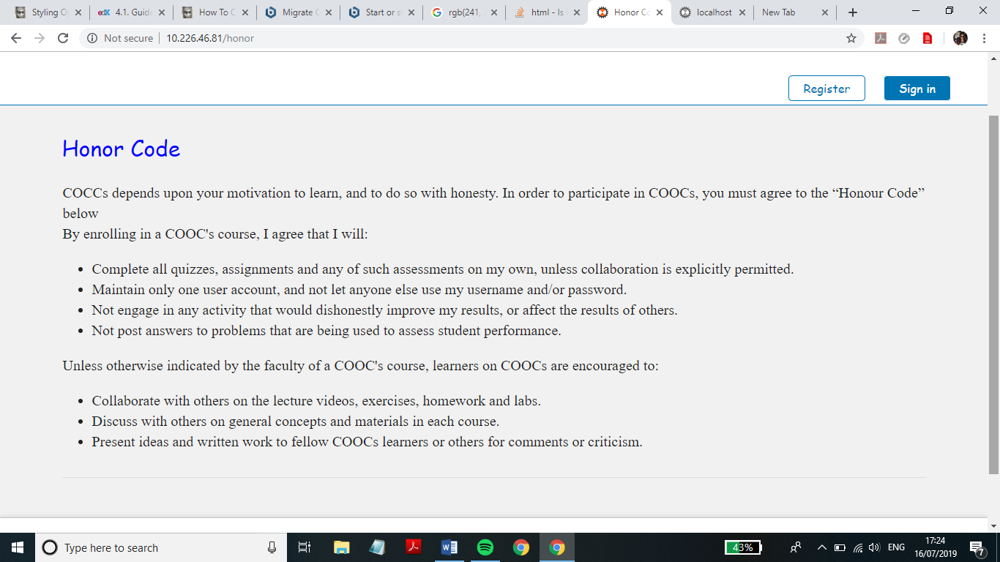 Styling Op
edX 4.1. Guide
How To C
Migrate C
Start or s
rgb(241,
html - Is
Honor Co
localhost
New Tab
Not secure
10.226.46.81/honor
Register
Sign in
Honor Code
COCCs depends upon your motivation to learn, and to do so with honesty. In order to participate in COOCs, you must agree to the “Honour Code”
below
By enrolling in a COOC's course, I agree that I will:
• Complete all quizzes, assignments and any of such assessments on my own, unless collaboration is explicitly permitted.
• Maintain only one user account, and not let anyone else use my username and/or password.
• Not engage in any activity that would dishonestly improve my results, or affect the results of others.
• Not post answers to problems that are being used to assess student performance.
Unless otherwise indicated by the faculty of a COOC's course, learners on COOCs are encouraged to:
• Collaborate with others on the lecture videos, exercises, homework and labs.
• Discuss with others on general concepts and materials in each course.
• Present ideas and written work to fellow COOCs learners or others for comments or criticism.
Type here to search
43%
ENG
17:24
16/07/2019
7